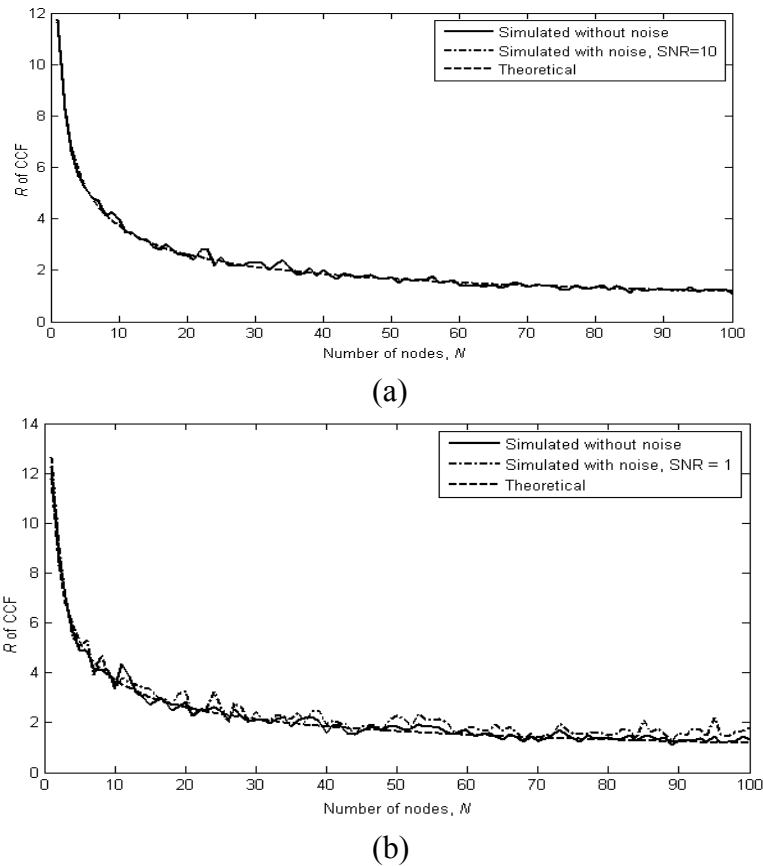 12
10
8
6
4
2
0
R of CCF
Simulated without noise
Simulated with noise, SNR=10
Theoretical
0 10 20 30 40 50 60 70 80 90 100
Number of nodes, N
(a)
14
12
10
8
6
4
2
0
R of CCF
Simulated without noise
Simulated with noise, SNR = 1
Theoretical
0 10 20 30 40 50 60 70 80 90 100
Number of nodes, N
(b)